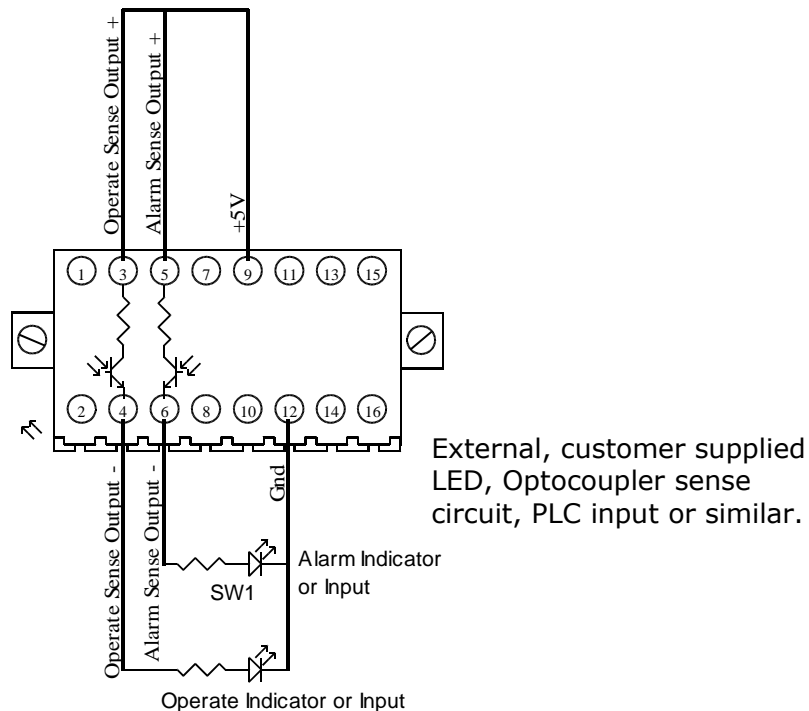 Operate Sense Output +
Alarm Sense Output +
+5V
1 3 5 7 9 11 13 15
2 4 6 8 10 12 14 16
Operate Sense Output -
Alarm Sense Output -
Gnd
External, customer supplied
LED, Optocoupler sense
circuit, PLC input or similar.
SW1
Alarm Indicator
or Input
Operate Indicator or Input